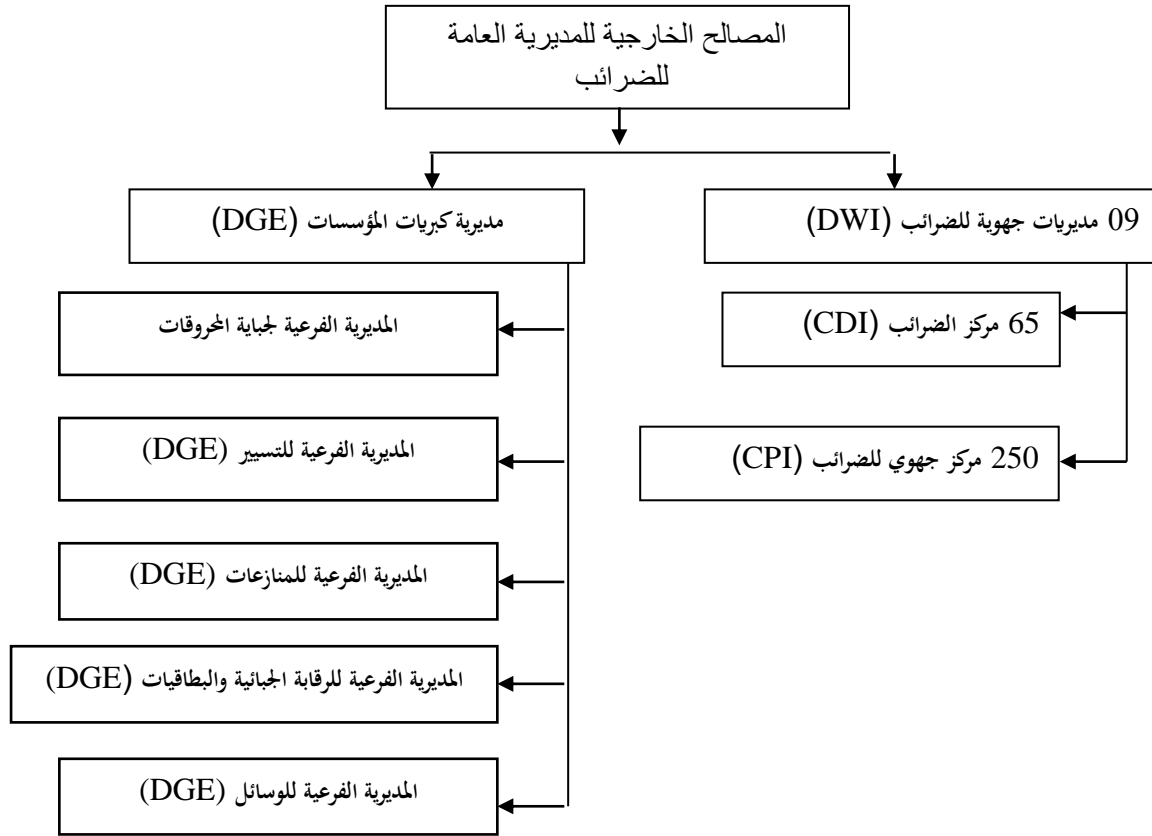 المصالح الخارجية للمديرية العامة
للضرائب
09 مديريات جهوية للضرائب (DWI)
مديرية كبريات المؤسسات (DGE)
65 مركز الضرائب (CDI)
250 مركز جهوي للضرائب (CPI)
المديرية الفرعية لجباية المحروقات
المديرية الفرعية للتسيير (DGE)
المديرية الفرعية للمنازعات (DGE)
المديرية الفرعية للرقابة الجبائية والبطاقيات (DGE)
المديرية الفرعية للوسائل (DGE)